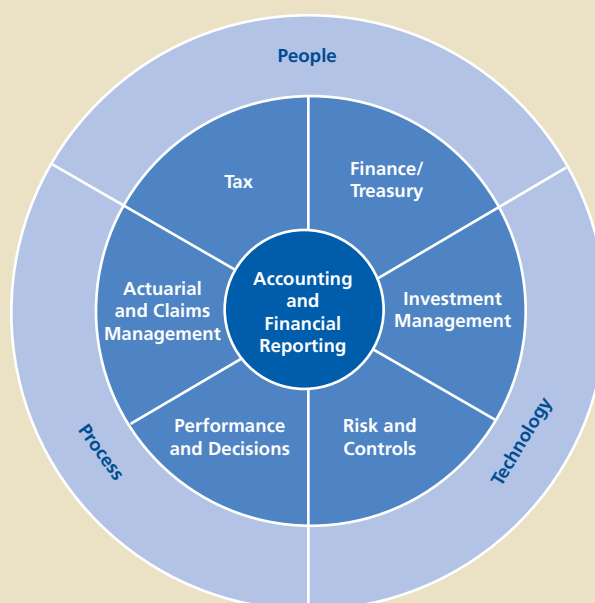 People
Tax
Finance/
Treasury
Actuarial
and Claims
Management
Accounting
and
Financial
Reporting
Investment
Management
Performance
and Decisions
Risk and
Controls
Process
Technology